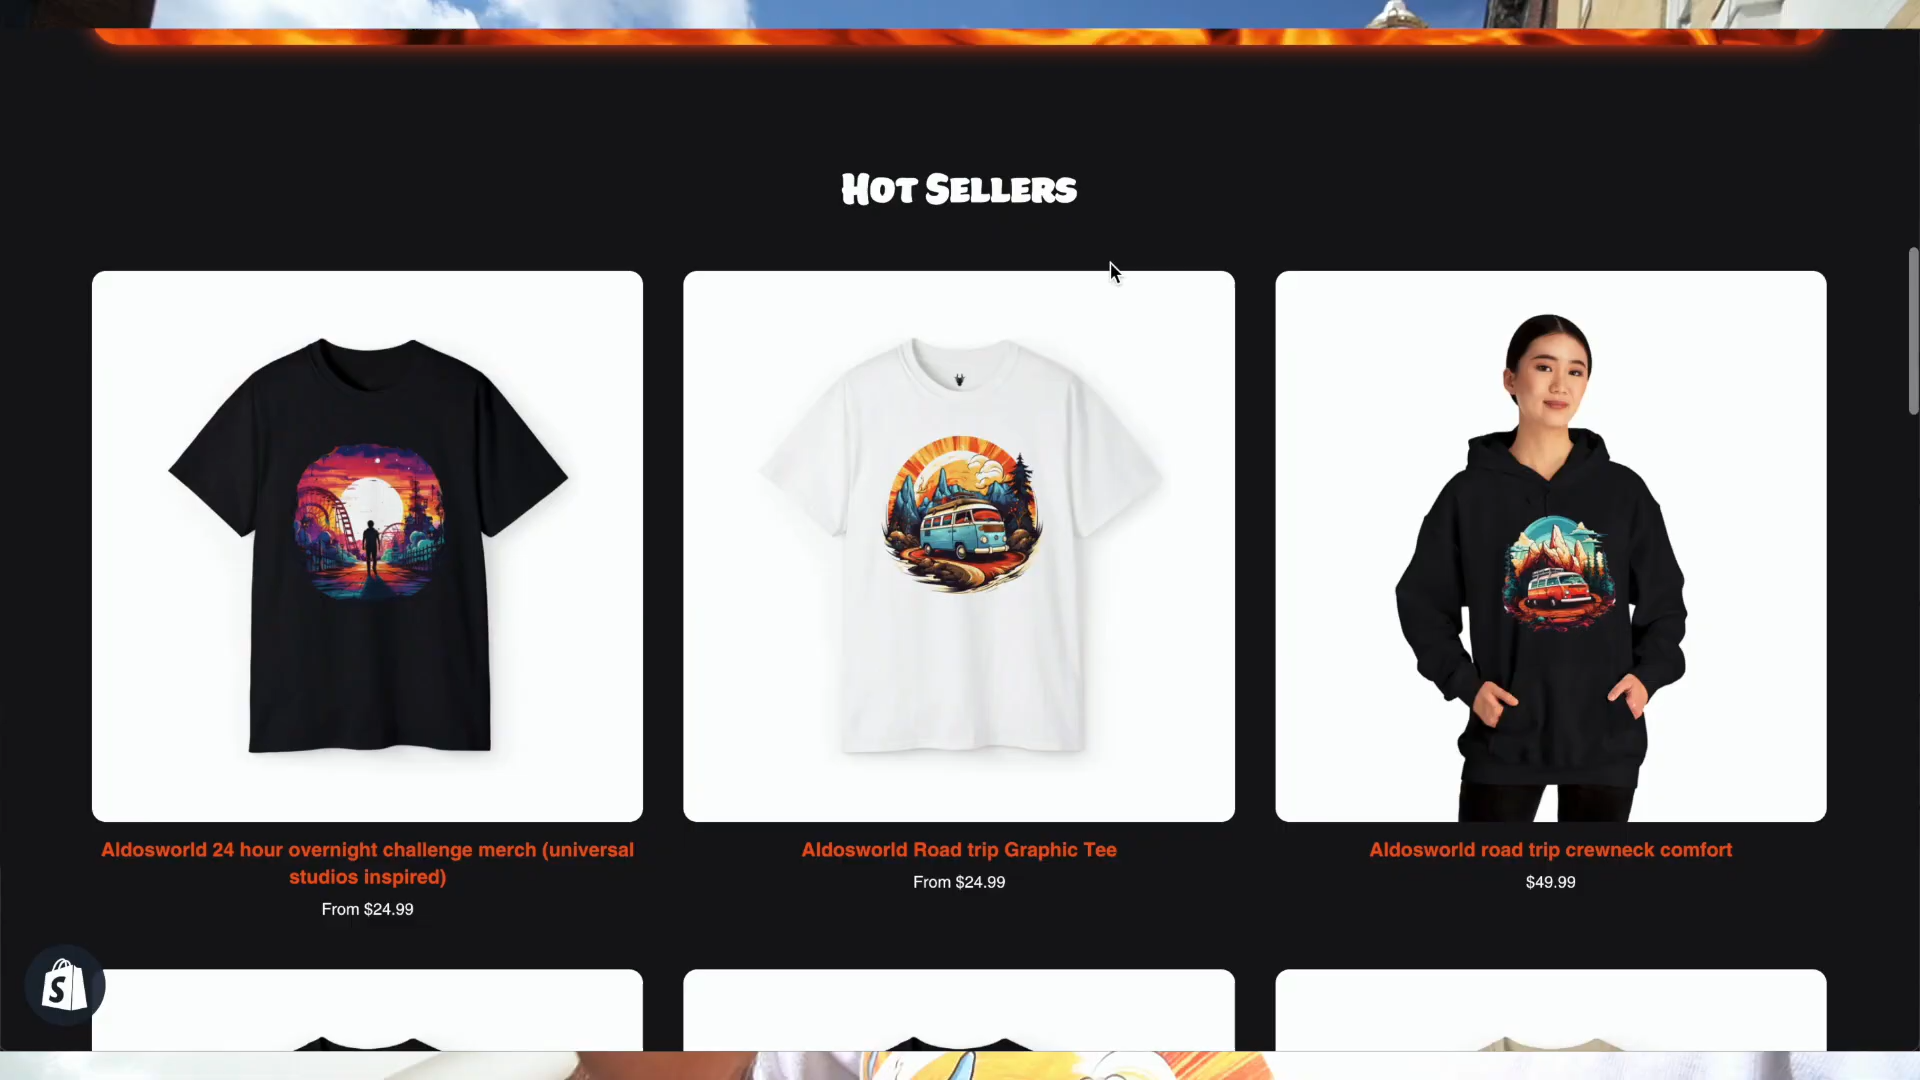 Hot Sellers
Aldosworld 24 hour overnight challenge merch (universal
studios inspired)
From $24.99
Aldosworld Road trip Graphic Tee
From $24.99
Aldosworld road trip crewneck comfort
$49.99
S